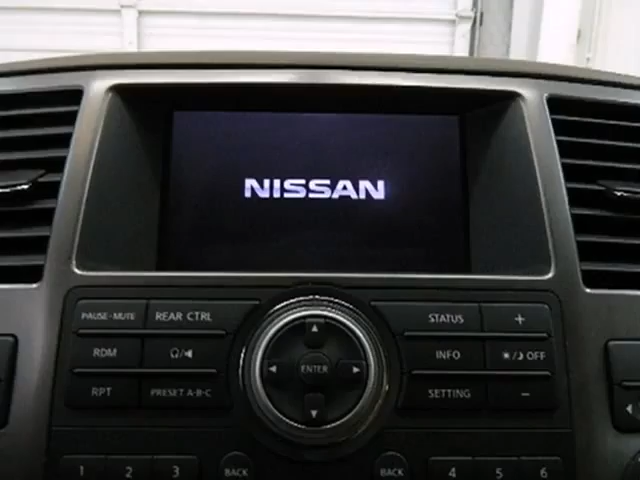 NISSAN
PAUSE·MUTE REAR CTRL STATUS +
RDM ENTER INFO OFF
RPT PRESET A·B·C SETTING −
1 2 3 BACK BACK 4 5 6